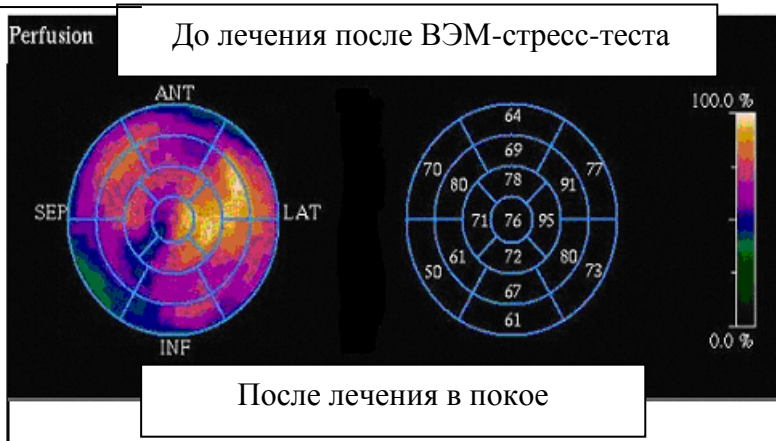 До лечения после ВЭМ-стресс-теста
Perfusion
ANT
SEP
LAT
INF
64
69
70
77
80
78
91
71
76
95
61
72
80
50
73
67
61
100.0 %
0.0 %
После лечения в покое